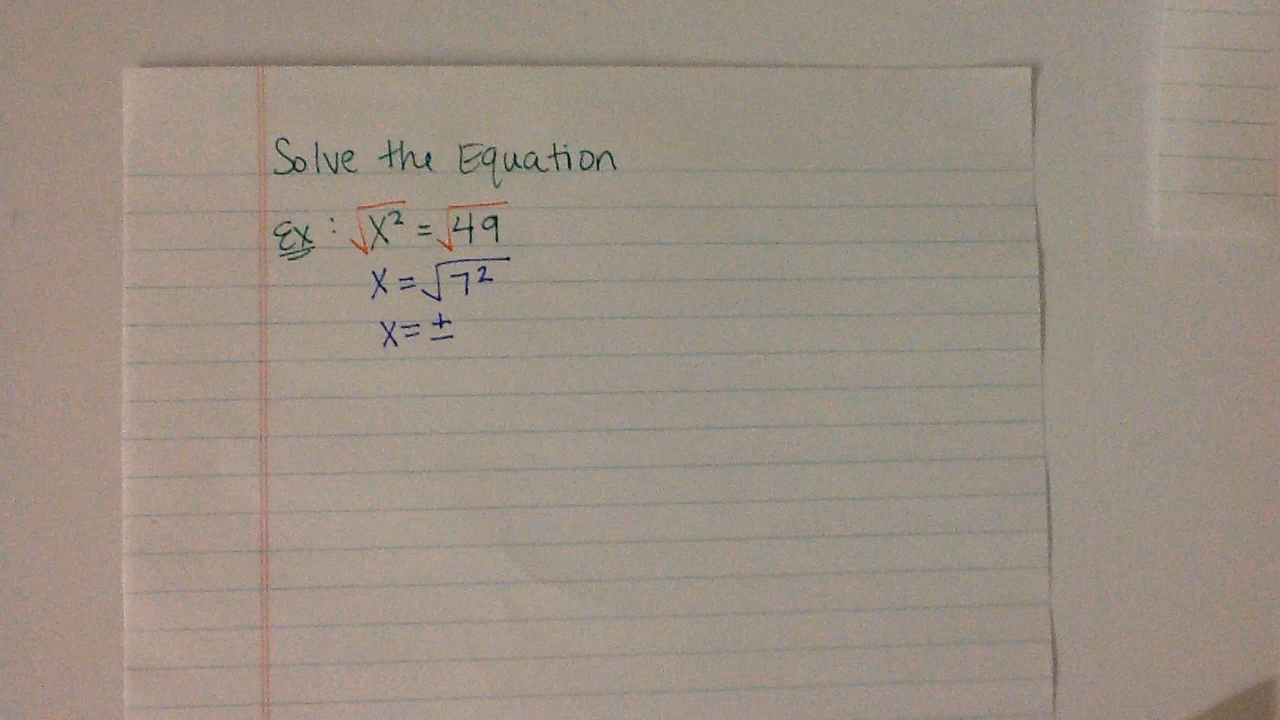 Solve the Equation
Ex : √x² = √49
x = √7²
x = ±